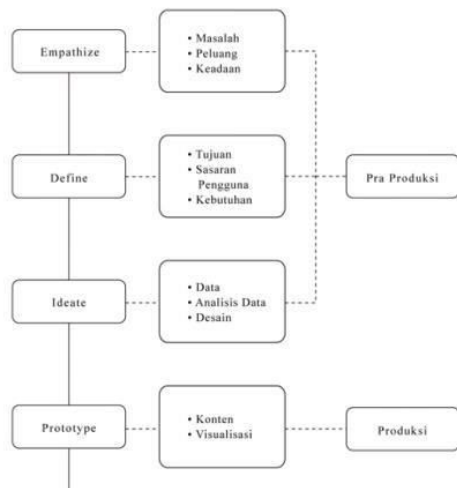 Empathize
• Masalah
• Peluang
• Keadaan
Define
• Tujuan
• Sasaran
Pengguna
• Kebutuhan
Pra Produksi
Ideate
• Data
• Analisis Data
• Desain
Prototype
• Konten
• Visualisasi
Produksi